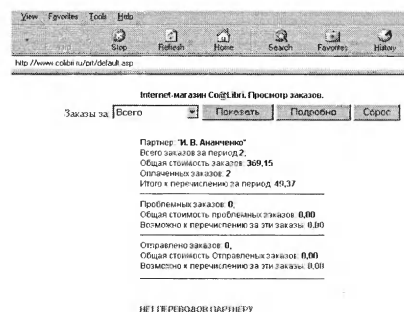 View Favorites Tools Help
Stop Refresh Home Search Favorites History
http://www.colibri.ru/prt/default.asp
Internet-магазин Co@Libri. Просмотр заказов.
Заказы за: Всего Показать Подробно Сброс
Партнер: "И. В. Ананченко"
Всего заказов за период 2,
Общая стоимость заказов: 369,15
Оплаченных заказов: 2
Итого к перечислению за период: 49,37
Проблемных заказов: 0,
Общая стоимость проблемных заказов: 0,00
Возможно к перечислению за эти заказы: 0,00
Отправлено заказов: 0,
Общая стоимость Отправленых заказов: 0,00
Возможно к перечислению за эти заказы: 0,00
НЕТ ПЕРЕВОДОВ ПАРТНЕРУ